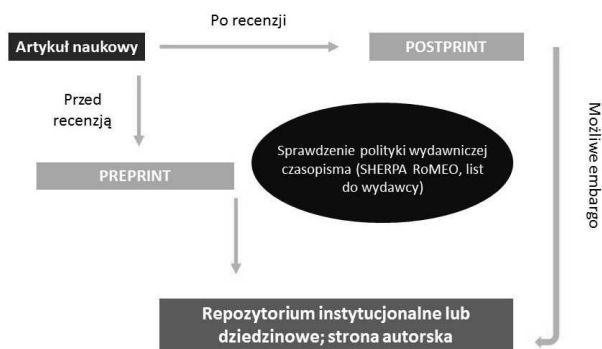 Po recenzji
Artykuł naukowy
POSTPRINT
Przed
recenzją
Możliwe embargo
Sprawdzenie polityki wydawniczej
czasopisma (SHERPA RoMEO, list
do wydawcy)
PREPRINT
Repozytorium instytucjonalne lub
dziedzinowe; strona autorska